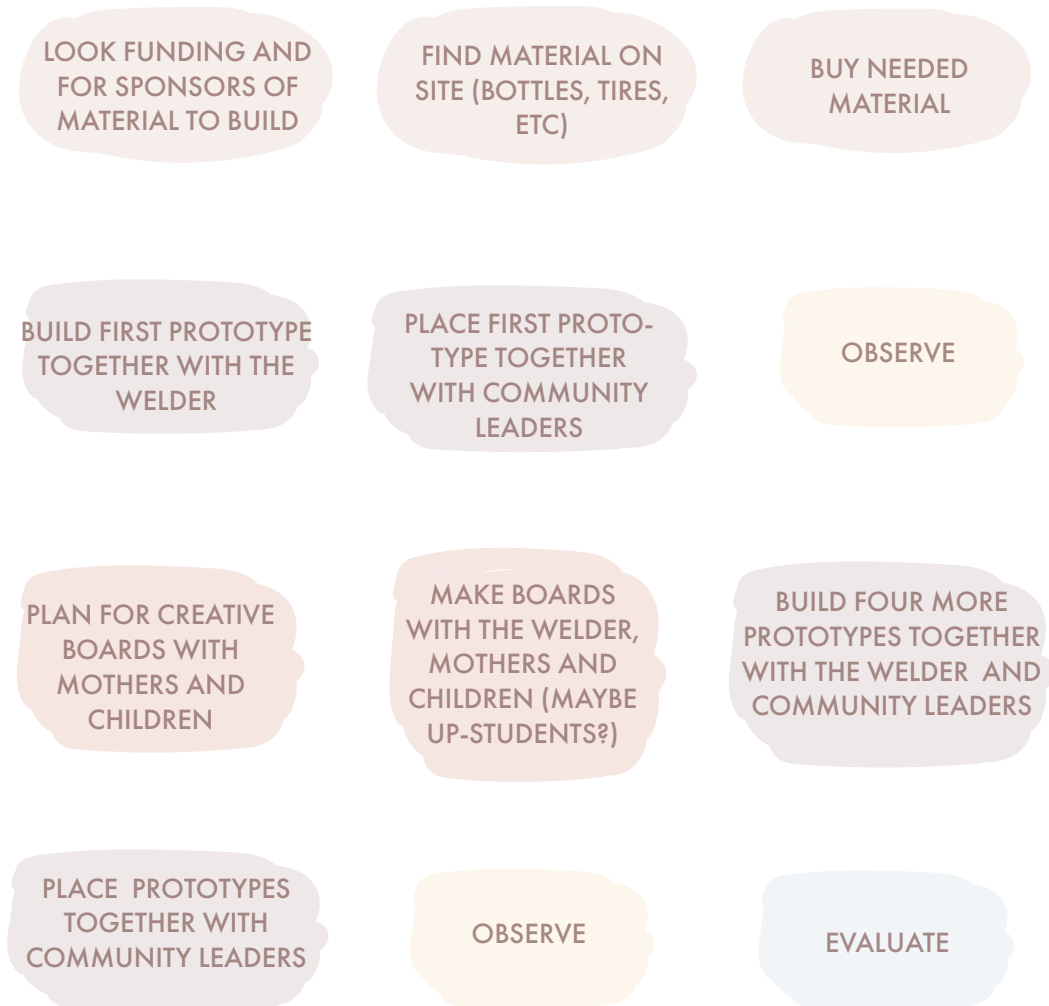 LOOK FUNDING AND
FOR SPONSORS OF
MATERIAL TO BUILD
FIND MATERIAL ON
SITE (BOTTLES, TIRES,
ETC)
BUY NEEDED
MATERIAL
BUILD FIRST PROTOTYPE
TOGETHER WITH THE
WELDER
PLACE FIRST PROTO-
TYPE TOGETHER
WITH COMMUNITY
LEADERS
OBSERVE
PLAN FOR CREATIVE
BOARDS WITH
MOTHERS AND
CHILDREN
MAKE BOARDS
WITH THE WELDER,
MOTHERS AND
CHILDREN (MAYBE
UP-STUDENTS?)
BUILD FOUR MORE
PROTOTYPES TOGETHER
WITH THE WELDER AND
COMMUNITY LEADERS
PLACE PROTOTYPES
TOGETHER WITH
COMMUNITY LEADERS
OBSERVE
EVALUATE